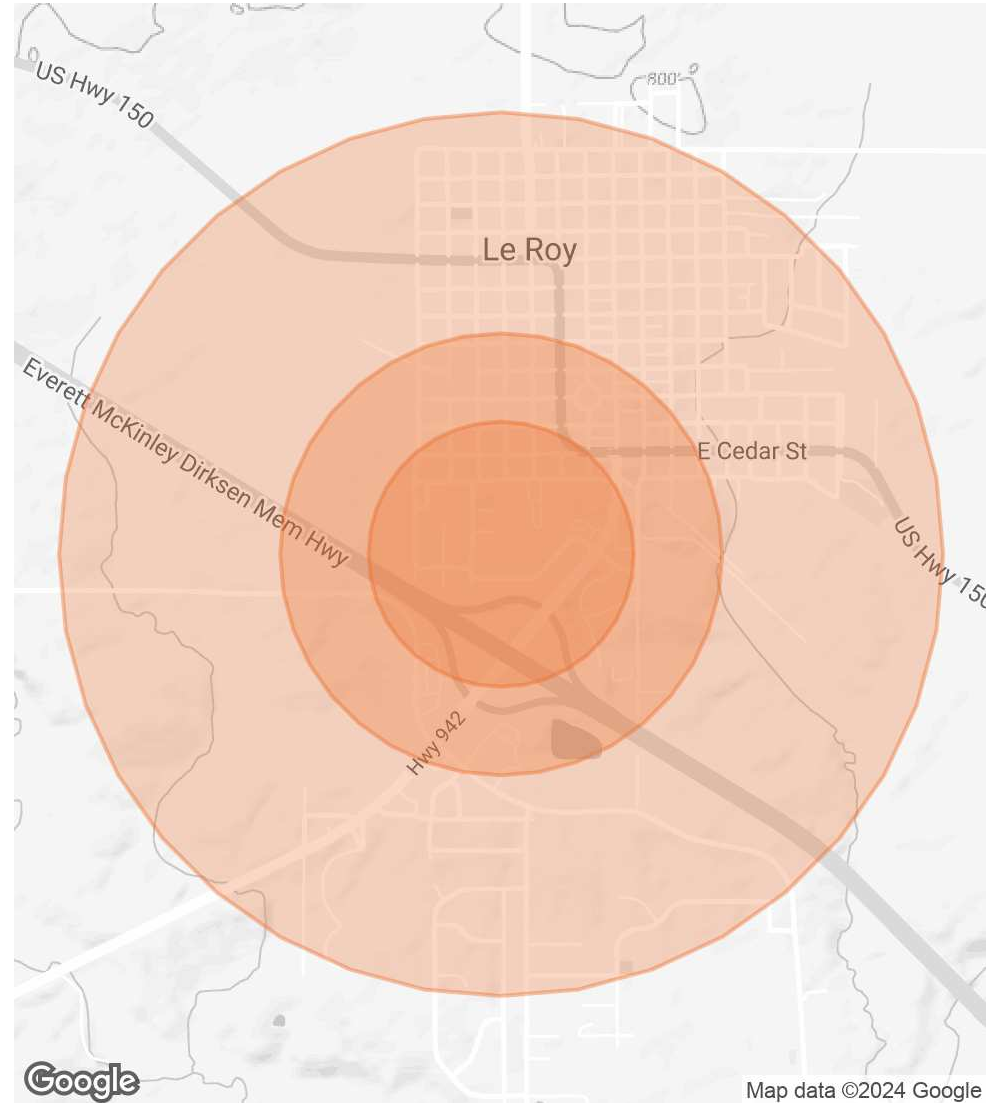 800'
US Hwy 150
Le Roy
Everett McKinley Dirksen Mem Hwy
E Cedar St
US Hwy 150
Hwy 942
Google
Map data ©2024 Google